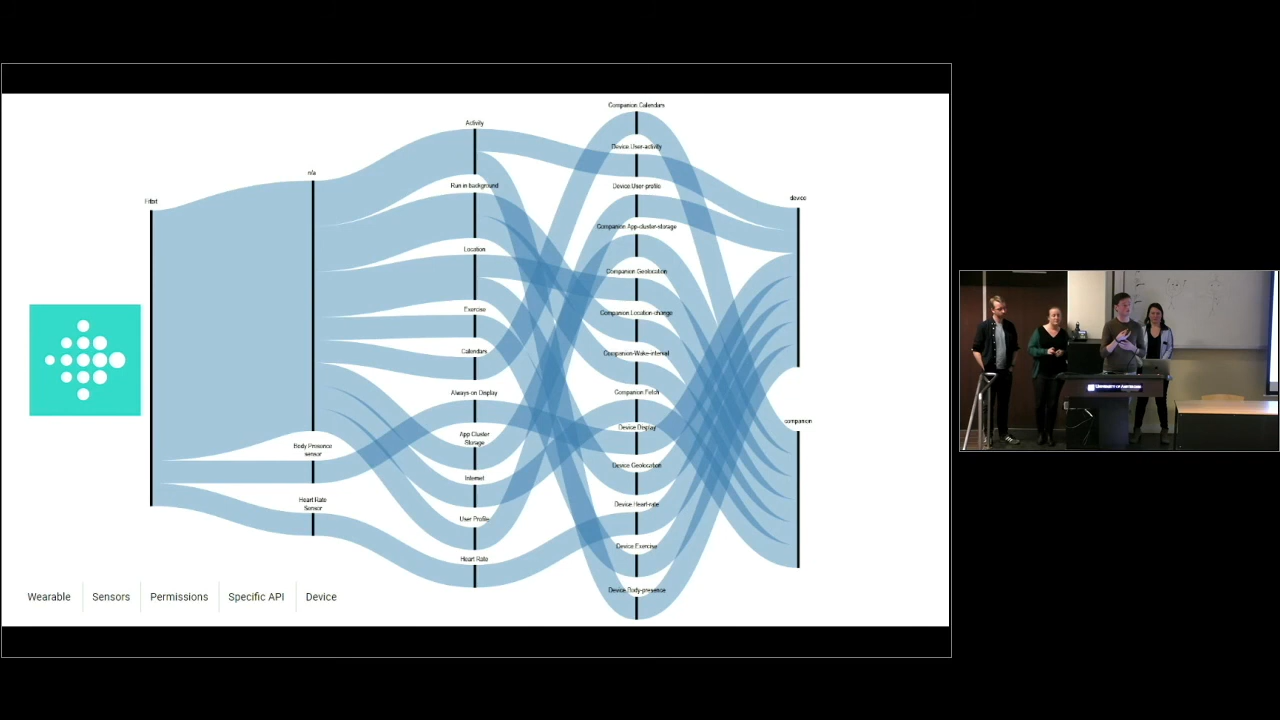 Fitbit
n/a
Body Presence
sensor
Heart Rate
Sensor
Activity
Run in background
Location
Exercise
Calendars
Always-on Display
App Cluster
Storage
Internet
User Profile
Heart Rate
Companion Calendars
Device User-activity
Device User-profile
Companion App-cluster-storage
Companion Geolocation
Companion Location-change
Companion Wake-interval
Companion Fetch
Device Display
Device Geolocation
Device Heart-rate
Device Exercise
Device Body-presence
device
companion
Wearable
Sensors
Permissions
Specific API
Device
UNIVERSITY OF AMSTERDAM